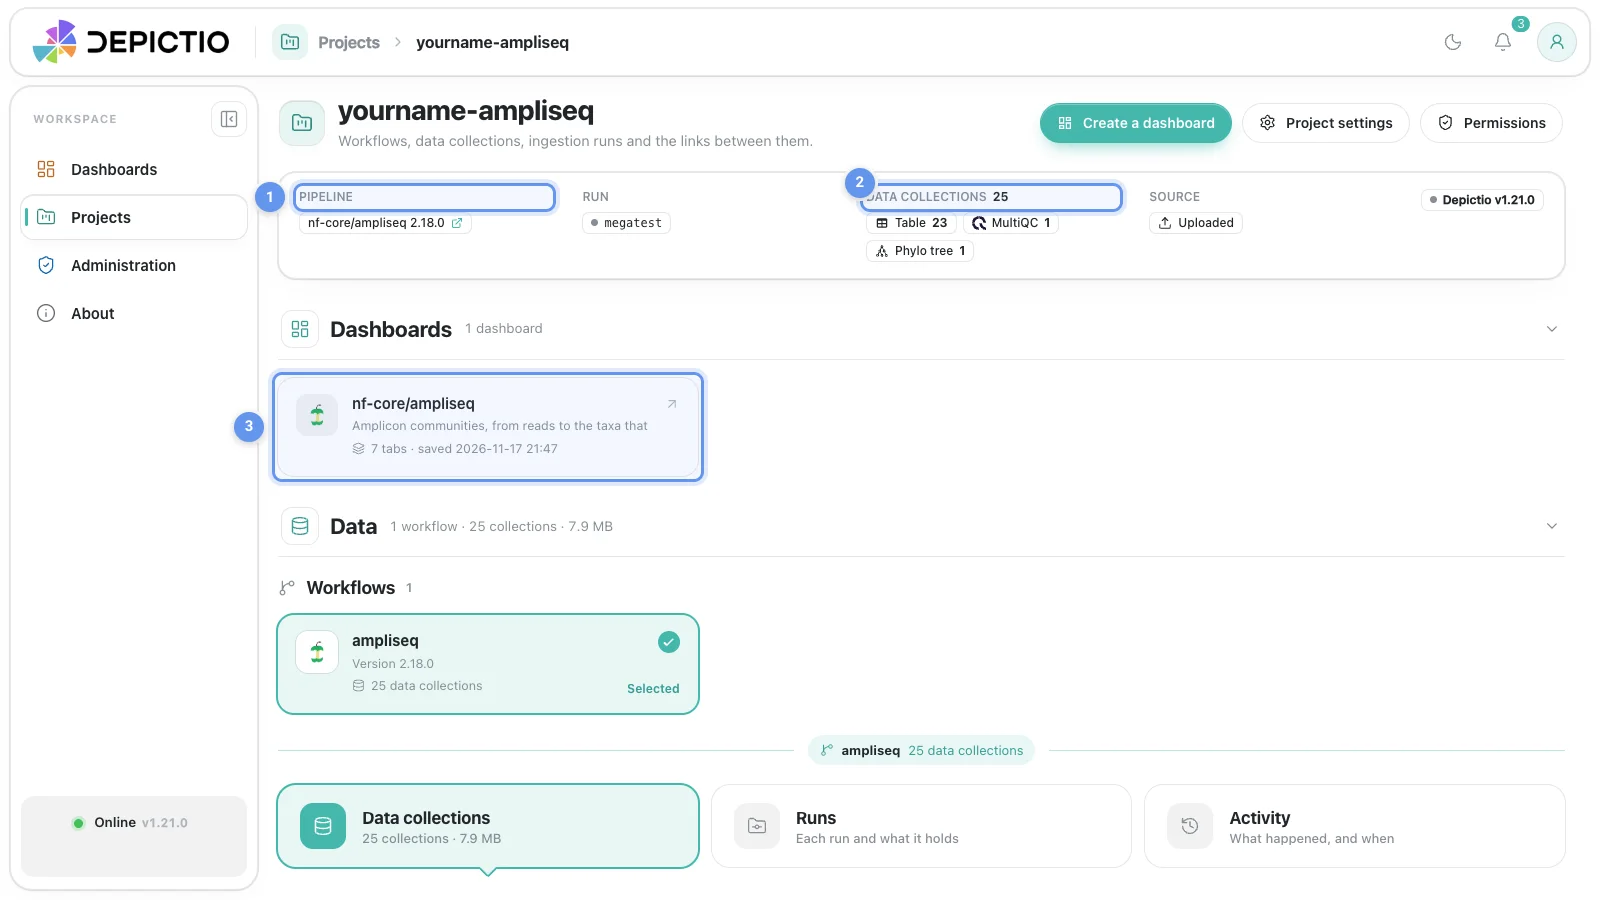 DEPICTIO
Projects
yourname-ampliseq
3
WORKSPACE
Dashboards
Projects
Administration
About
Online v1.21.0
yourname-ampliseq
Workflows, data collections, ingestion runs and the links between them.
Create a dashboard
Project settings
Permissions
1
PIPELINE
nf-core/ampliseq 2.18.0
RUN
megatest
2
DATA COLLECTIONS 25
Table 23
MultiQC 1
Phylo tree 1
SOURCE
Uploaded
Depictio v1.21.0
Dashboards 1 dashboard
3
nf-core/ampliseq
Amplicon communities, from reads to the taxa that
7 tabs · saved 2026-11-17 21:47
Data 1 workflow · 25 collections · 7.9 MB
Workflows 1
ampliseq
Version 2.18.0
25 data collections
Selected
ampliseq 25 data collections
Data collections
25 collections · 7.9 MB
Runs
Each run and what it holds
Activity
What happened, and when